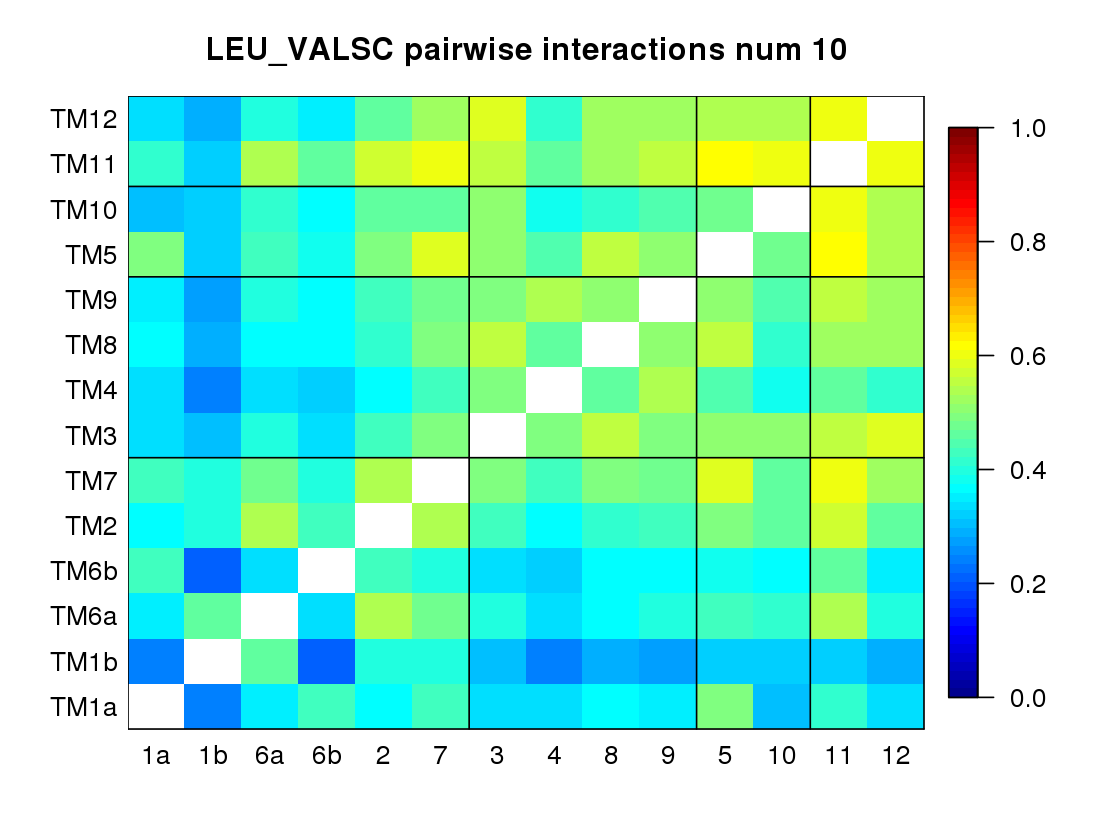 LEU_VALSC pairwise interactions num 10
TM12
TM11
TM10
TM5
TM9
TM8
TM4
TM3
TM7
TM2
TM6b
TM6a
TM1b
TM1a
1a 1b 6a 6b 2 7 3 4 8 9 5 10 11 12
1.0
0.8
0.6
0.4
0.2
0.0